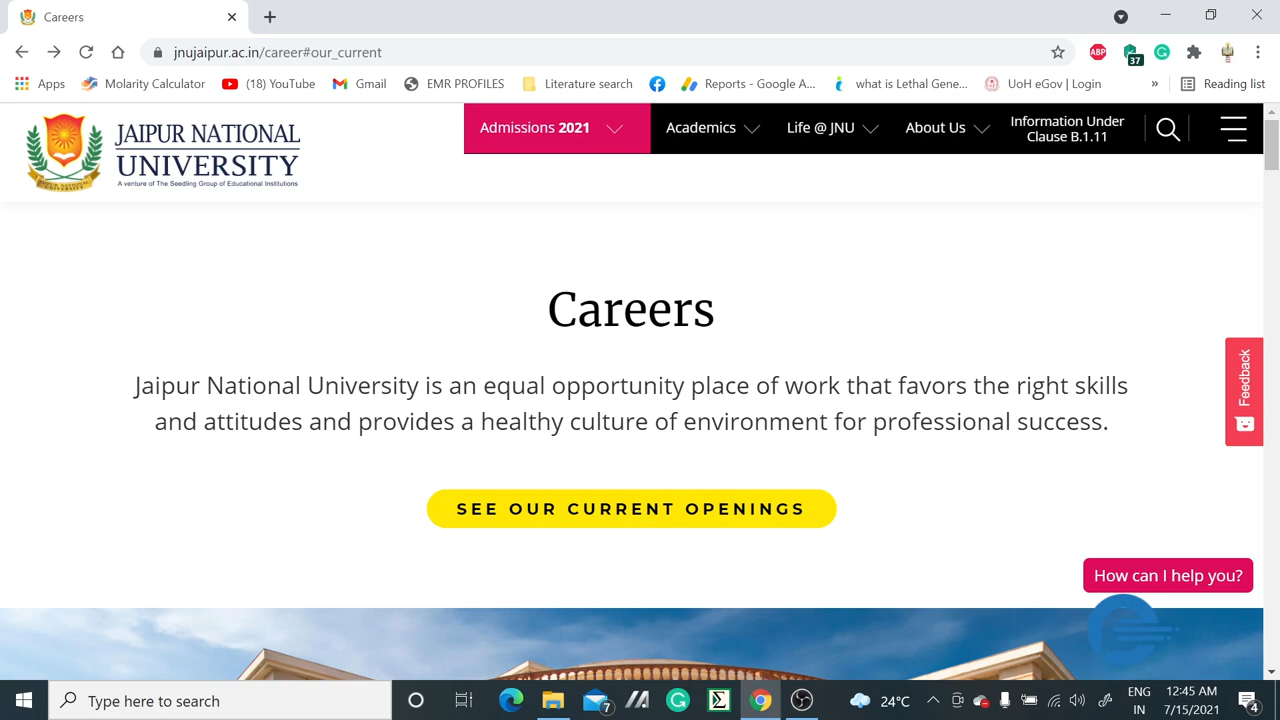 Careers
jnujaipur.ac.in/career#our_current
ABP
37
Apps
Molarity Calculator
(18) YouTube
Gmail
EMR PROFILES
Literature search
Reports - Google A...
what is Lethal Gene...
UoH eGov | Login
»
Reading list
JAIPUR NATIONAL
UNIVERSITY
A venture of The Seedling Group of Educational Institutions
Admissions 2021
Academics
Life @ JNU
About Us
Information Under
Clause B.1.11
Careers
Jaipur National University is an equal opportunity place of work that favors the right skills
and attitudes and provides a healthy culture of environment for professional success.
SEE OUR CURRENT OPENINGS
Feedback
How can I help you?
Type here to search
7
24°C
ENG
IN
12:45 AM
7/15/2021
4